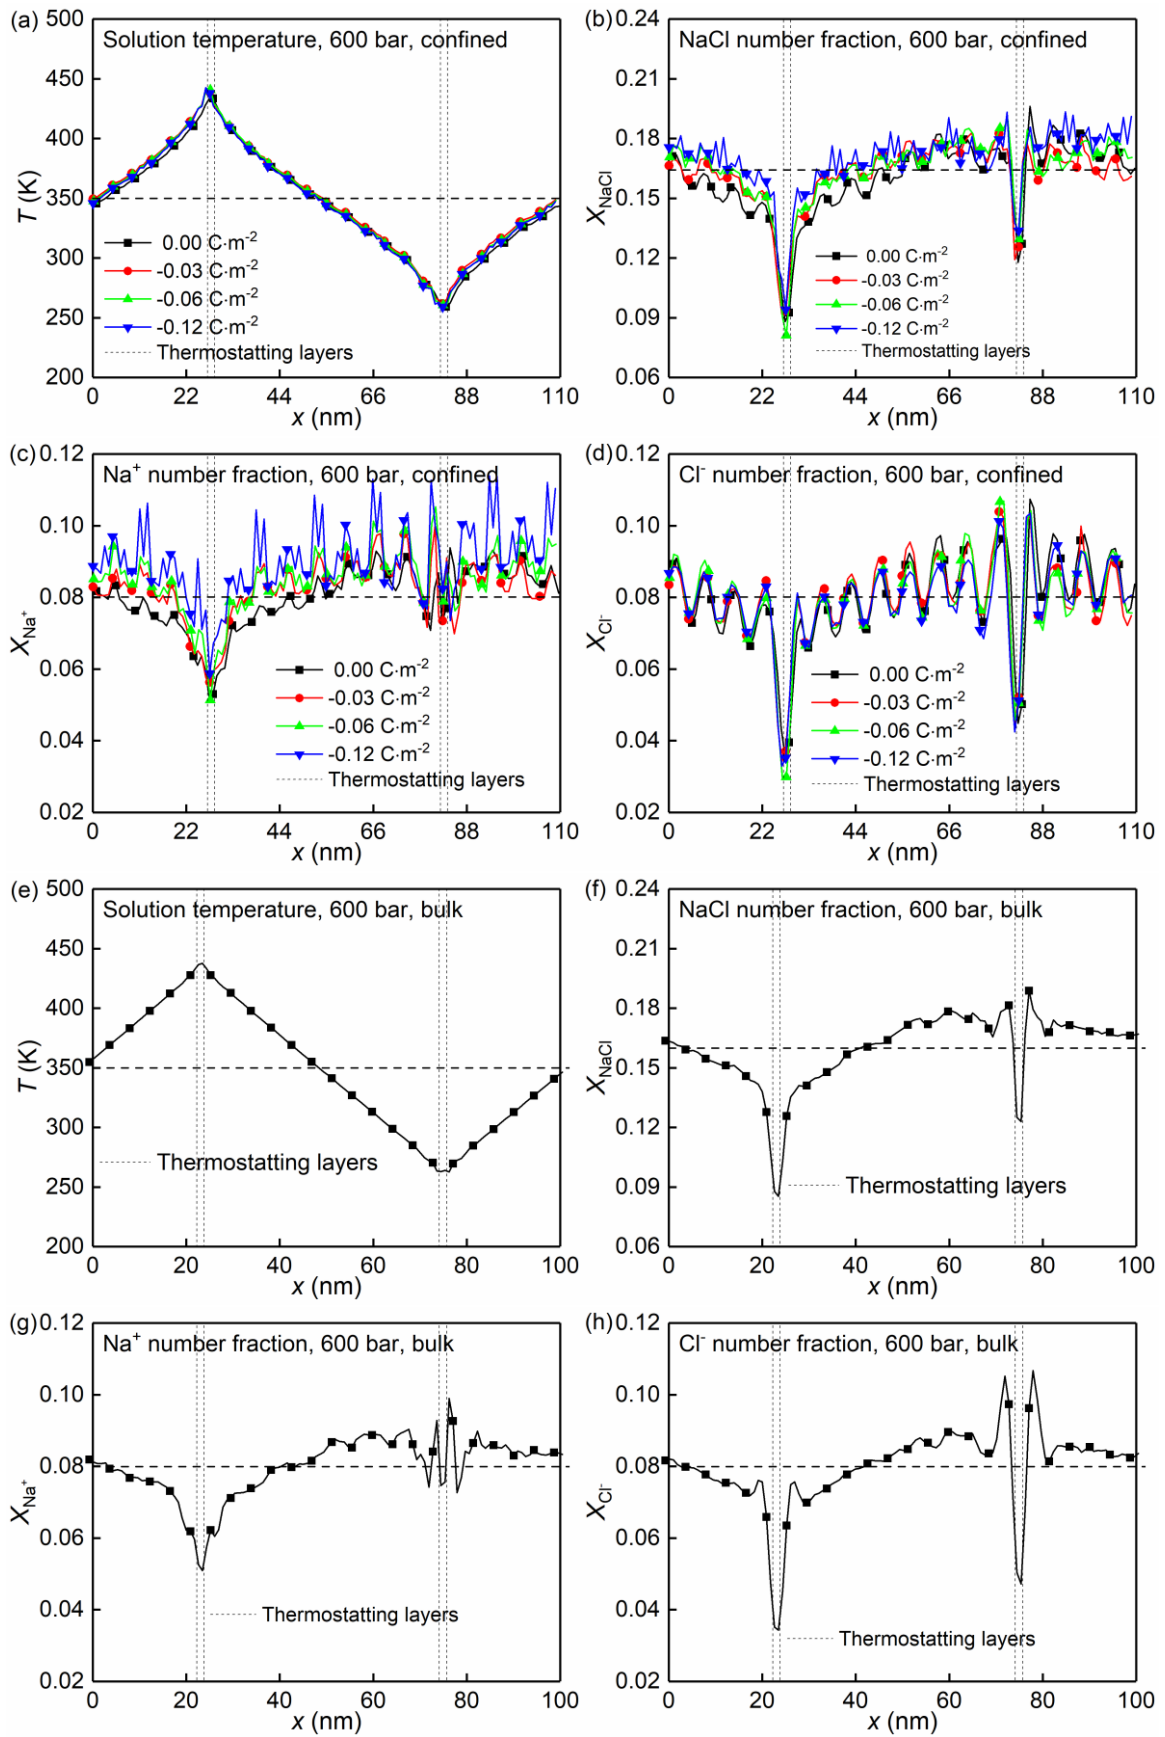 (a)
Solution temperature, 600 bar, confined
500
450
400
350
300
250
200
T (K)
0.00 C·m⁻²
-0.03 C·m⁻²
-0.06 C·m⁻²
-0.12 C·m⁻²
Thermostatting layers
0 22 44 66 88 110
x (nm)
(b)
NaCl number fraction, 600 bar, confined
0.24
0.21
0.18
0.15
0.12
0.09
0.06
X_NaCl
0.00 C·m⁻²
-0.03 C·m⁻²
-0.06 C·m⁻²
-0.12 C·m⁻²
Thermostatting layers
0 22 44 66 88 110
x (nm)
(c)
Na⁺ number fraction, 600 bar, confined
0.12
0.10
0.08
0.06
0.04
0.02
X_Na⁺
0.00 C·m⁻²
-0.03 C·m⁻²
-0.06 C·m⁻²
-0.12 C·m⁻²
Thermostatting layers
0 22 44 66 88 110
x (nm)
(d)
Cl⁻ number fraction, 600 bar, confined
0.12
0.10
0.08
0.06
0.04
0.02
X_Cl⁻
0.00 C·m⁻²
-0.03 C·m⁻²
-0.06 C·m⁻²
-0.12 C·m⁻²
Thermostatting layers
0 22 44 66 88 110
x (nm)
(e)
Solution temperature, 600 bar, bulk
500
450
400
350
300
250
200
T (K)
Thermostatting layers
0 20 40 60 80 100
x (nm)
(f)
NaCl number fraction, 600 bar, bulk
0.24
0.21
0.18
0.15
0.12
0.09
0.06
X_NaCl
Thermostatting layers
0 20 40 60 80 100
x (nm)
(g)
Na⁺ number fraction, 600 bar, bulk
0.12
0.10
0.08
0.06
0.04
0.02
X_Na⁺
Thermostatting layers
0 20 40 60 80 100
x (nm)
(h)
Cl⁻ number fraction, 600 bar, bulk
0.12
0.10
0.08
0.06
0.04
0.02
X_Cl⁻
Thermostatting layers
0 20 40 60 80 100
x (nm)